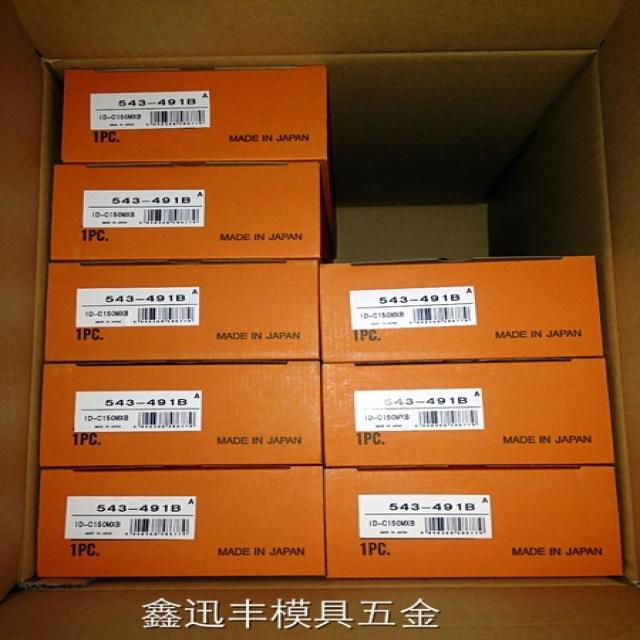 543-491B A
ID-C150MXB
1PC.
MADE IN JAPAN
543-491B A
ID-C150MXB
1PC.
MADE IN JAPAN
543-491B A
ID-C150MXB
1PC.
MADE IN JAPAN
543-491B A
ID-C150MXB
1PC.
MADE IN JAPAN
543-491B A
ID-C150MXB
1PC.
MADE IN JAPAN
543-491B A
ID-C150MXB
1PC.
MADE IN JAPAN
543-491B A
ID-C150MXB
1PC.
MADE IN JAPAN
543-491B A
ID-C150MXB
1PC.
MADE IN JAPAN
鑫迅丰模具五金